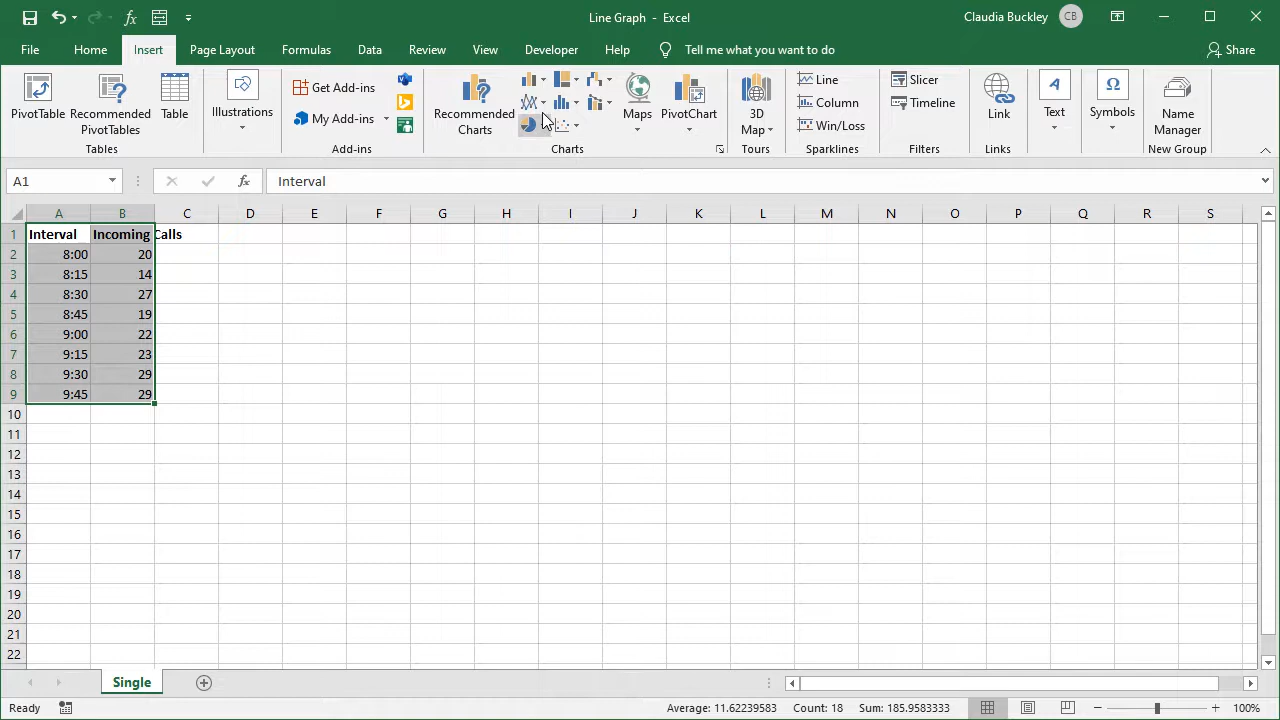 Line Graph - Excel
Claudia Buckley CB
File Home Insert Page Layout Formulas Data Review View Developer Help Tell me what you want to do Share
PivotTable
Recommended
PivotTables
Table
Tables
Illustrations
Get Add-ins
My Add-ins
Add-ins
Recommended
Charts
Maps
PivotChart
Charts
3D
Map
Tours
Line
Column
Win/Loss
Sparklines
Slicer
Timeline
Filters
Link
Links
Text
Symbols
Name
Manager
New Group
A1 fx Interval
A B C D E F G H I J K L M N O P Q R S
1 Interval Incoming Calls
2 8:00 20
3 8:15 14
4 8:30 27
5 8:45 19
6 9:00 22
7 9:15 23
8 9:30 29
9 9:45 29
10
11
12
13
14
15
16
17
18
19
20
21
22
Single
Ready Average: 11.62239583 Count: 18 Sum: 185.9583333 100%